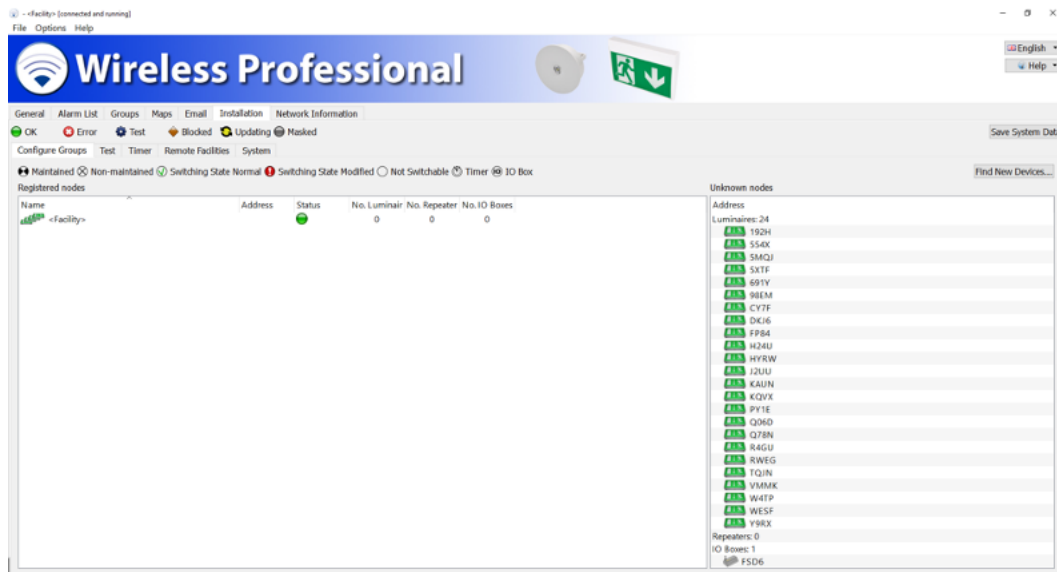 - <Facility> [connected and running]
File Options Help
Wireless Professional
English
Help
General Alarm List Groups Maps Email Installation Network Information
OK Error Test Blocked Updating Masked
Save System Dat
Configure Groups Test Timer Remote Facilities System
Maintained Non-maintained Switching State Normal Switching State Modified Not Switchable Timer IO Box
Find New Devices...
Registered nodes
Unknown nodes
Name Address Status No. Luminair No. Repeater No. IO Boxes
<Facility> 0 0 0
Address
Luminaires: 24
192H
554X
5MQJ
5XTF
691Y
98EM
CY7F
DKJ6
FP84
H24U
HYRW
J2UU
KAUN
KQVX
PY1E
Q06D
Q78N
R4GU
RWEG
TQJN
VMMK
W4TP
WESF
Y9RX
Repeaters: 0
IO Boxes: 1
FSD6